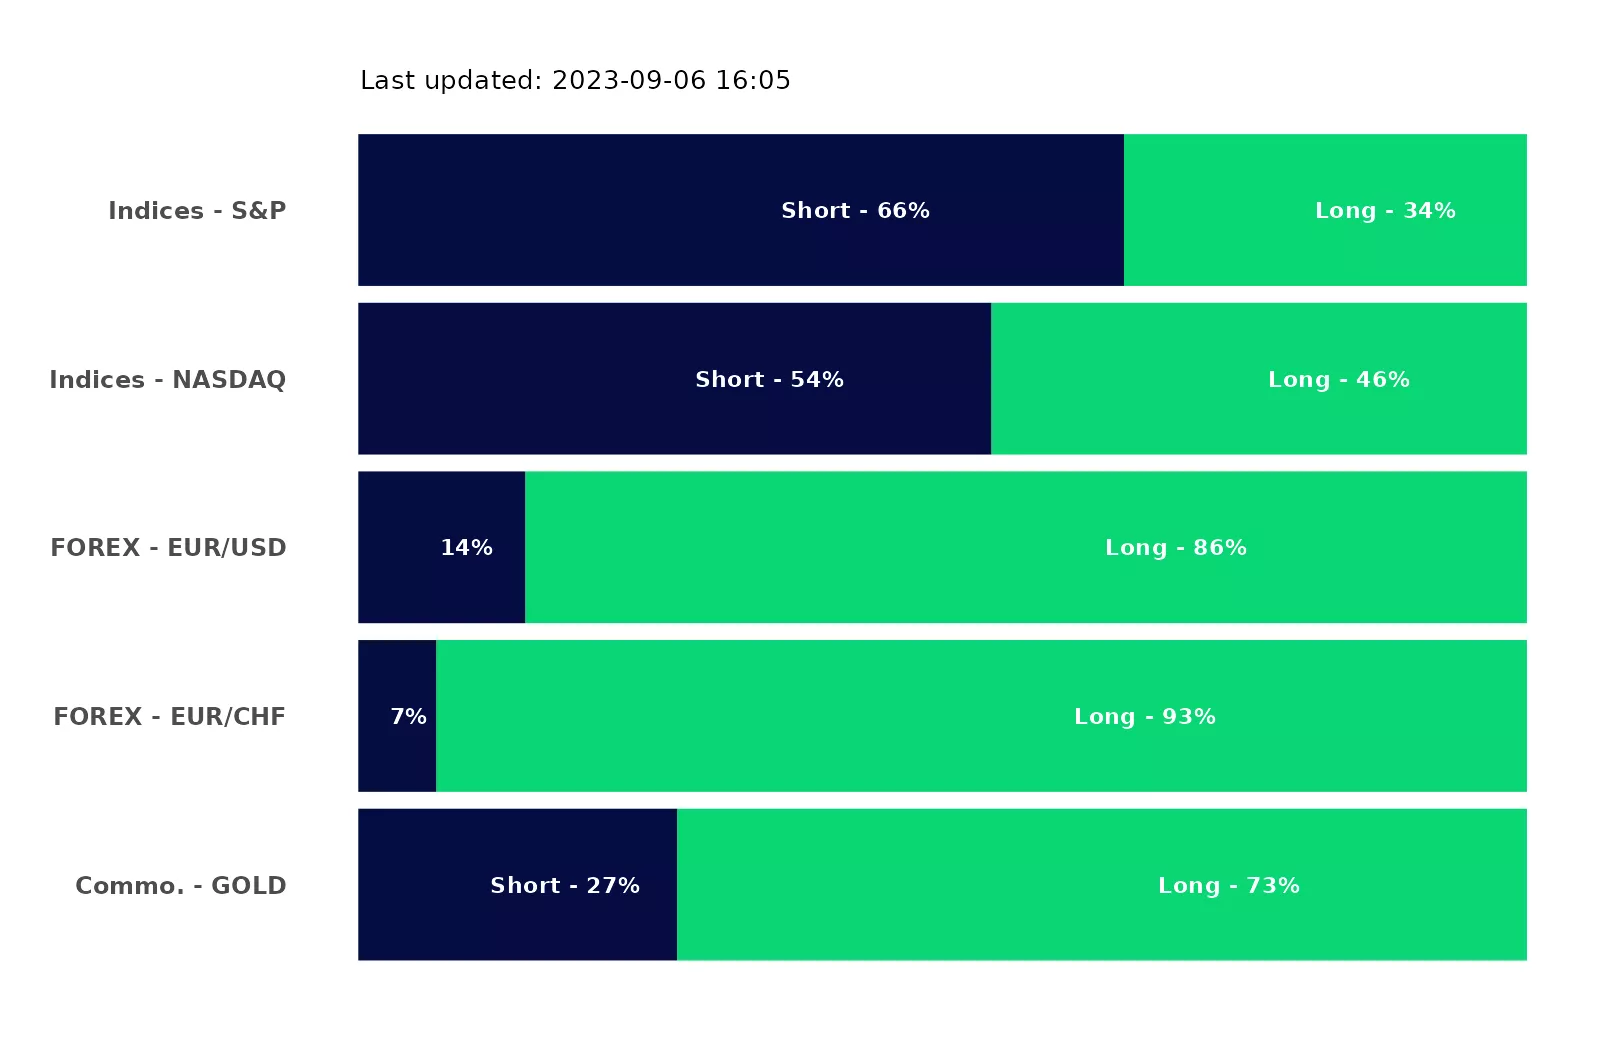 Last updated: 2023-09-06 16:05
Indices - S&P
Short - 66%
Long - 34%
Indices - NASDAQ
Short - 54%
Long - 46%
FOREX - EUR/USD
14%
Long - 86%
FOREX - EUR/CHF
7%
Long - 93%
Commo. - GOLD
Short - 27%
Long - 73%